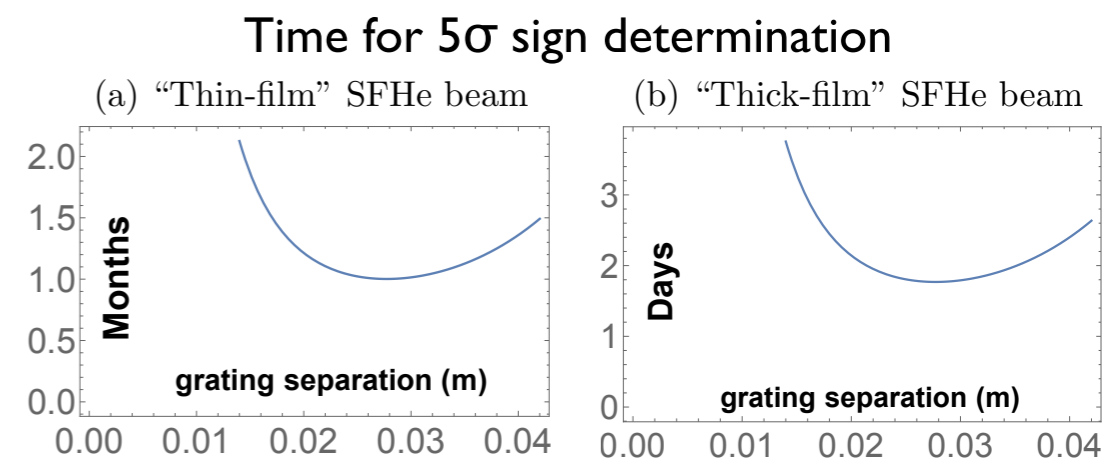 Time for 5σ sign determination
(a) “Thin-film” SFHe beam
(b) “Thick-film” SFHe beam
2.0
1.5
1.0
0.5
0.0
Months
grating separation (m)
0.00 0.01 0.02 0.03 0.04
3
2
1
0
Days
grating separation (m)
0.00 0.01 0.02 0.03 0.04